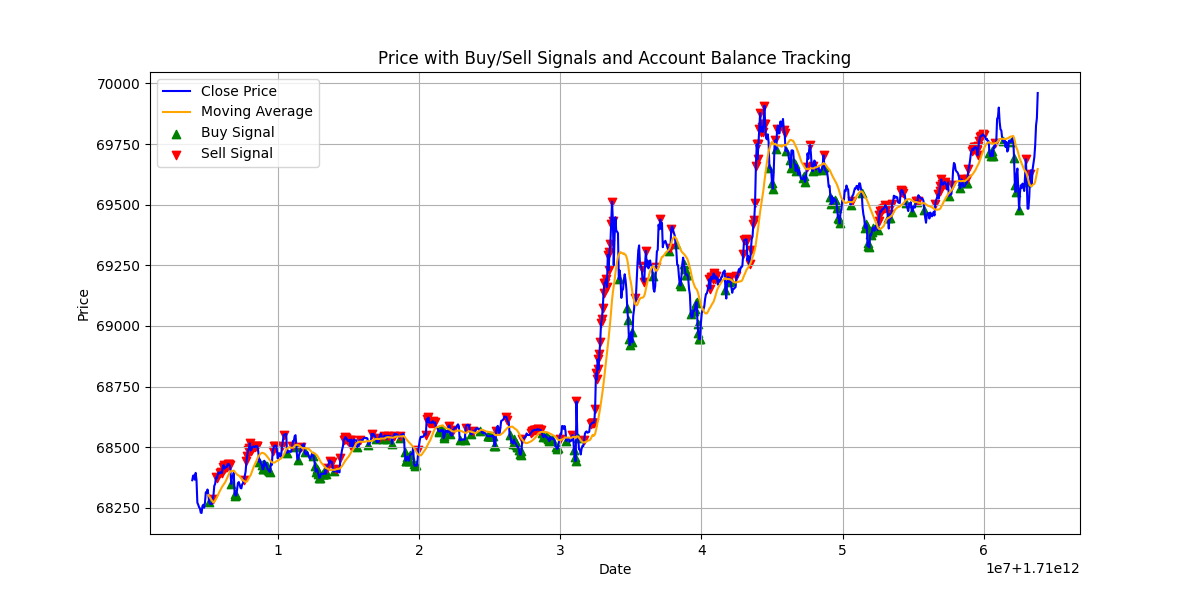 Price with Buy/Sell Signals and Account Balance Tracking
70000
69750
69500
69250
69000
68750
68500
68250
Price
Close Price
Moving Average
Buy Signal
Sell Signal
1 2 3 4 5 6
1e7+1.71e12
Date